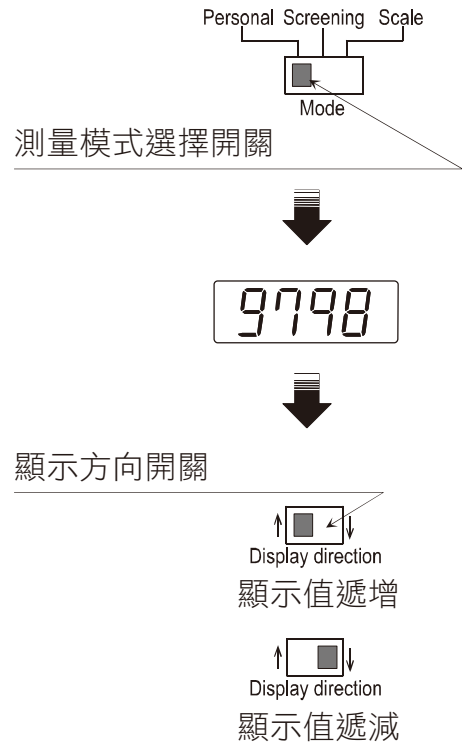 Personal Screening Scale
Mode
測量模式選擇開關
9798
顯示方向開關
↑ ↓
Display direction
顯示值遞增
↑ ↓
Display direction
顯示值遞減